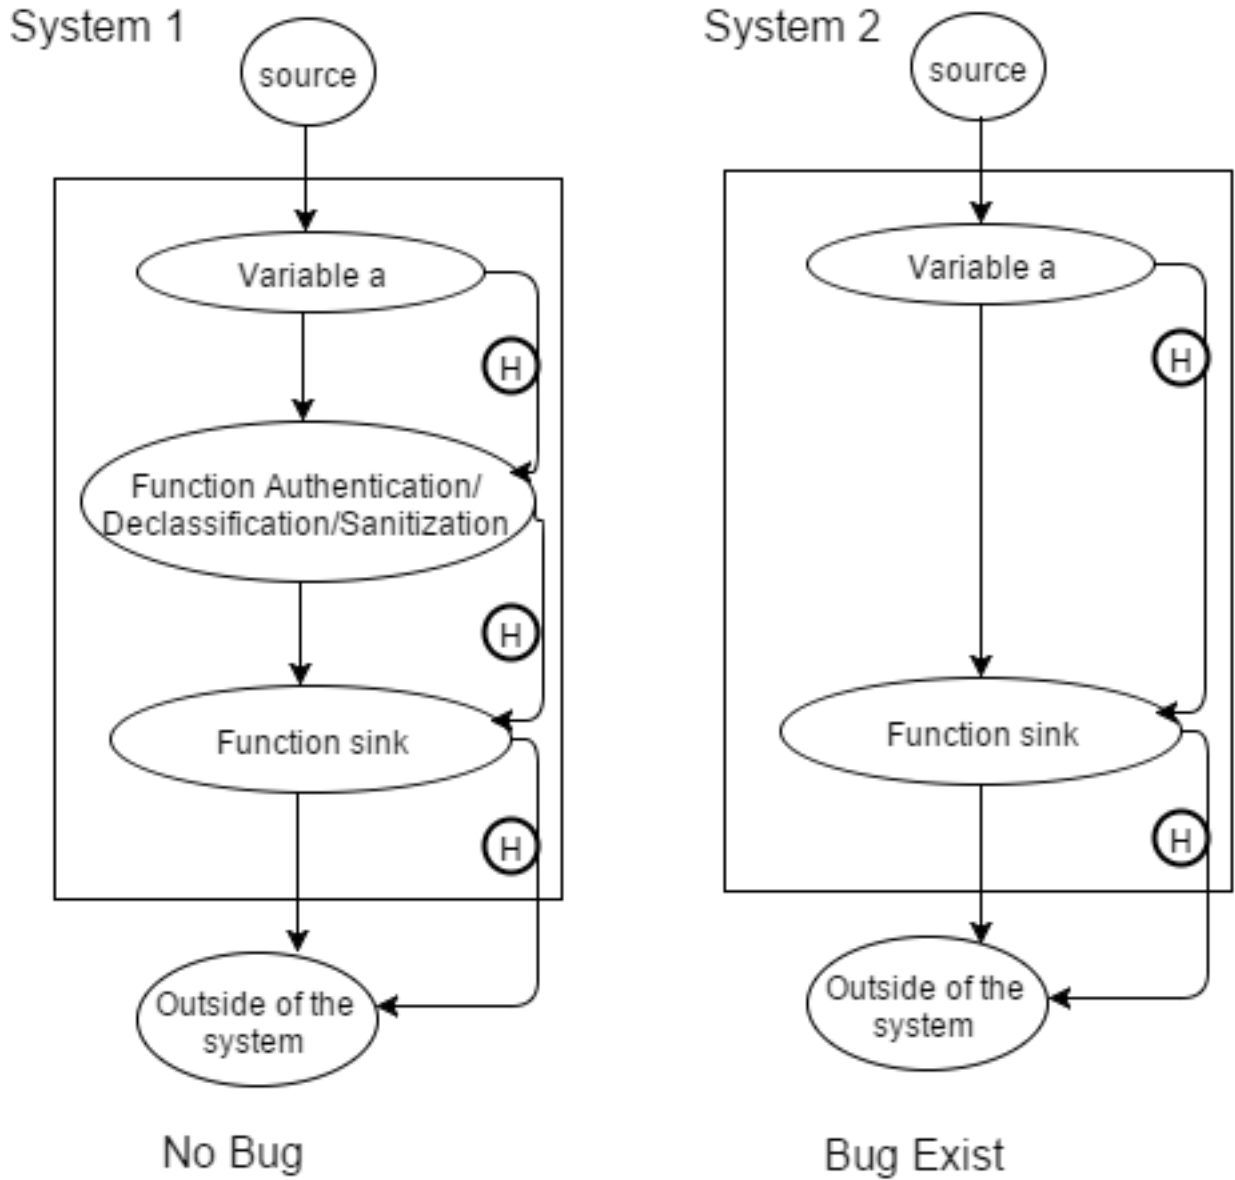 System 1
source
Variable a
H
Function Authentication/
Declassification/Sanitization
H
Function sink
H
Outside of the
system
No Bug
System 2
source
Variable a
H
Function sink
H
Outside of the
system
Bug Exist